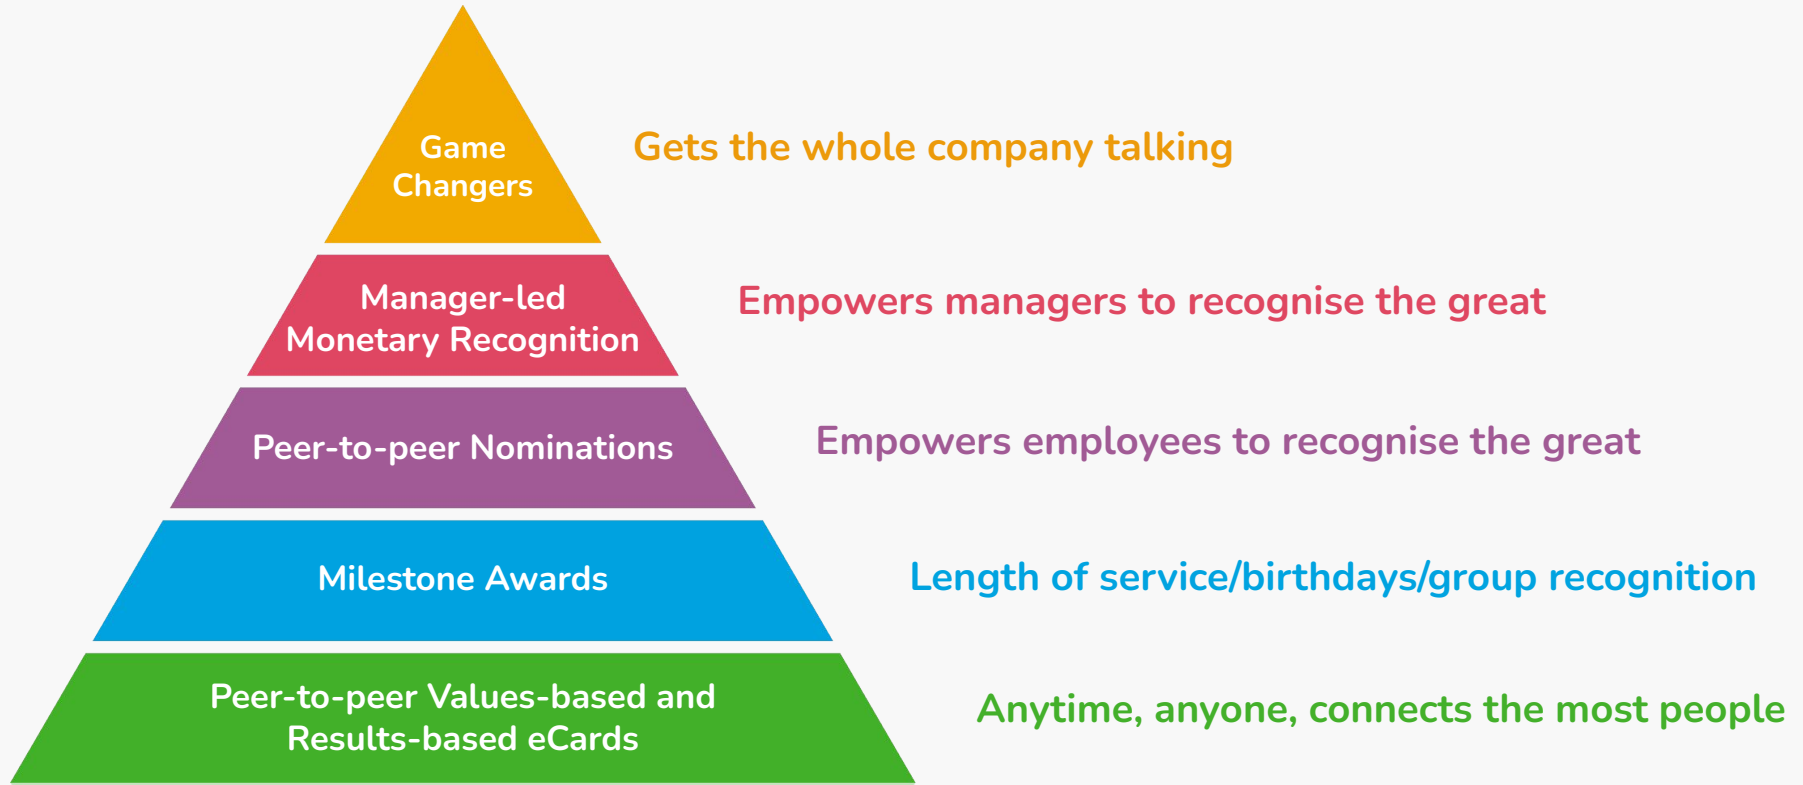 Game
Changers
Gets the whole company talking
Manager-led
Monetary Recognition
Empowers managers to recognise the great
Peer-to-peer Nominations
Empowers employees to recognise the great
Milestone Awards
Length of service/birthdays/group recognition
Peer-to-peer Values-based and
Results-based eCards
Anytime, anyone, connects the most people